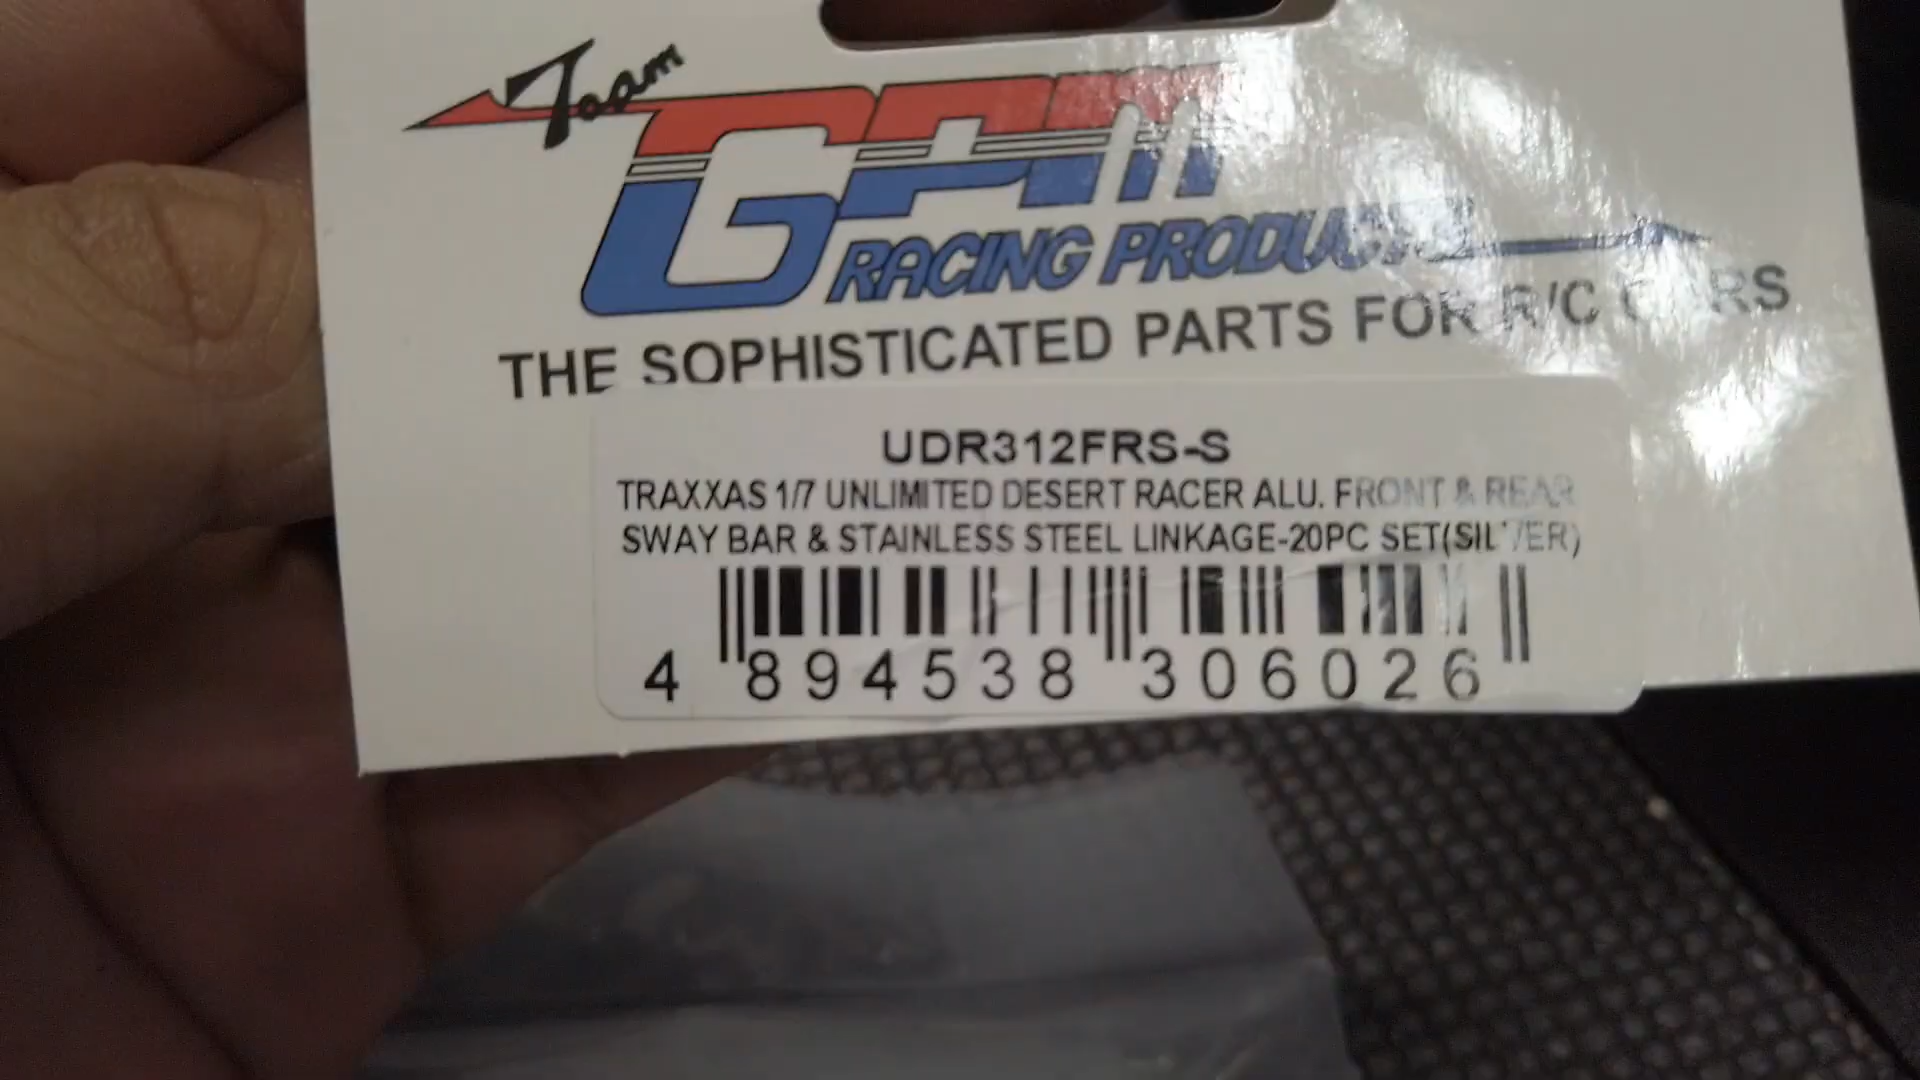 Team
GPM
RACING PRODUCTS
THE SOPHISTICATED PARTS FOR R/C CARS
UDR312FRS-S
TRAXXAS 1/7 UNLIMITED DESERT RACER ALU. FRONT & REAR
SWAY BAR & STAINLESS STEEL LINKAGE-20PC SET(SILVER)
4 894538 306026